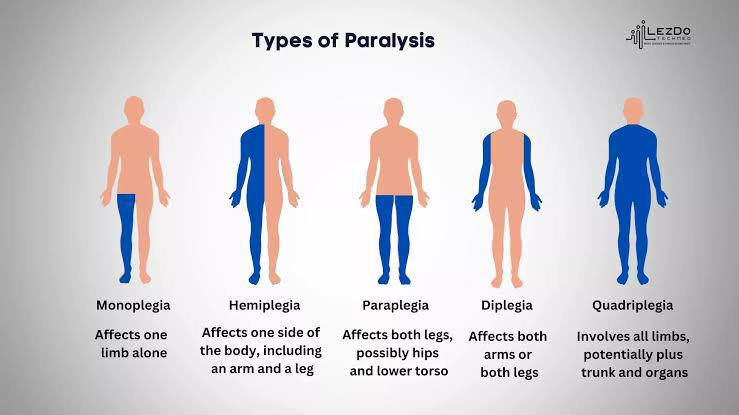 Types of Paralysis
LEZDO
TECHMED
Monoplegia
Affects one
limb alone
Hemiplegia
Affects one side of
the body, including
an arm and a leg
Paraplegia
Affects both legs,
possibly hips
and lower torso
Diplegia
Affects both
arms or
both legs
Quadriplegia
Involves all limbs,
potentially plus
trunk and organs